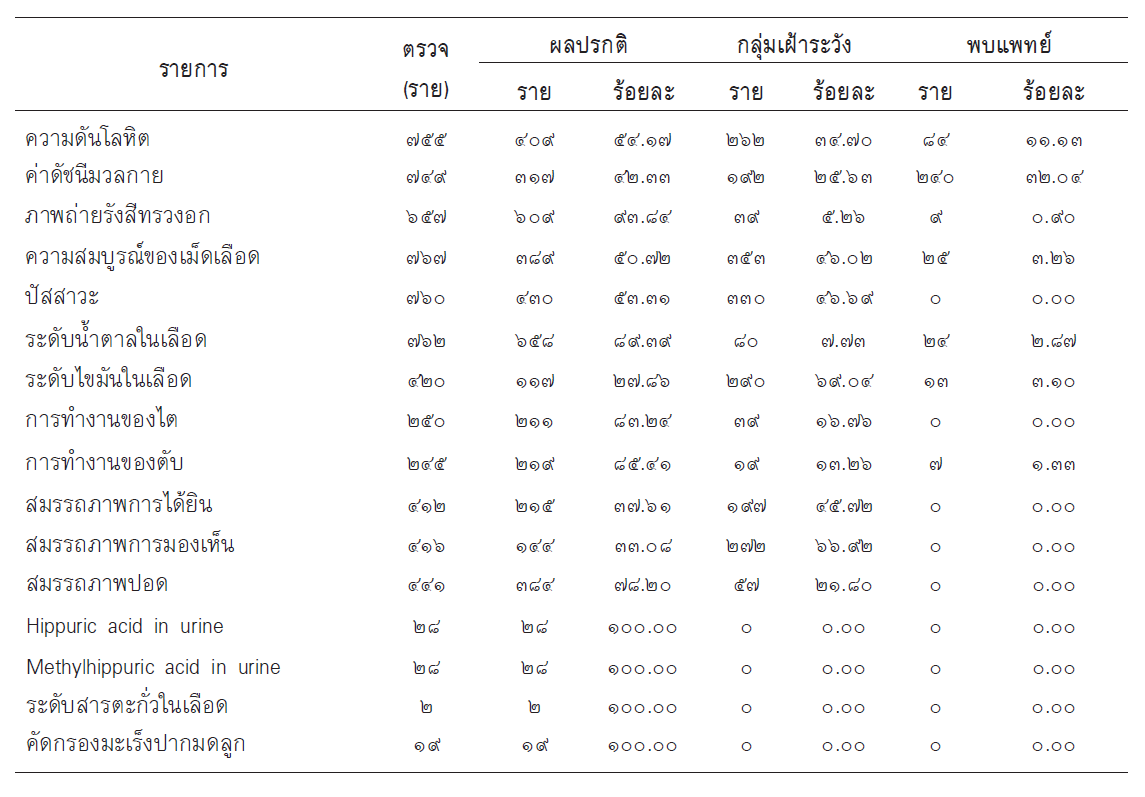 รายการ ตรวจ (ราย) ผลปรกติ กลุ่มเฝ้าระวัง พบแพทย์
ราย ร้อยละ ราย ร้อยละ ราย ร้อยละ
ความดันโลหิต ๗๕๕ ๔๐๙ ๕๔.๑๗ ๒๖๒ ๓๔.๗๐ ๘๔ ๑๑.๑๓
ค่าดัชนีมวลกาย ๗๔๙ ๓๑๗ ๔๒.๓๓ ๑๙๒ ๒๕.๖๓ ๒๔๐ ๓๒.๐๔
ภาพถ่ายรังสีทรวงอก ๖๕๗ ๖๐๙ ๙๓.๘๔ ๓๙ ๕.๒๖ ๙ ๐.๙๐
ความสมบูรณ์ของเม็ดเลือด ๗๖๗ ๓๘๙ ๕๐.๗๒ ๓๕๓ ๔๖.๐๒ ๒๕ ๓.๒๖
ปัสสาวะ ๗๖๐ ๔๓๐ ๕๓.๓๑ ๓๓๐ ๔๖.๖๙ ๐ ๐.๐๐
ระดับน้ำตาลในเลือด ๗๖๒ ๖๕๘ ๘๙.๓๙ ๘๐ ๗.๗๓ ๒๔ ๒.๘๗
ระดับไขมันในเลือด ๔๒๐ ๑๑๗ ๒๗.๘๖ ๒๙๐ ๖๙.๐๔ ๑๓ ๓.๑๐
การทำงานของไต ๒๕๐ ๒๑๑ ๘๓.๒๔ ๓๙ ๑๖.๗๖ ๐ ๐.๐๐
การทำงานของตับ ๒๔๕ ๒๑๙ ๘๕.๔๑ ๑๙ ๑๓.๒๖ ๗ ๑.๓๓
สมรรถภาพการได้ยิน ๔๑๒ ๒๑๕ ๓๗.๖๑ ๑๙๗ ๔๕.๗๒ ๐ ๐.๐๐
สมรรถภาพการมองเห็น ๔๑๖ ๑๔๔ ๓๓.๐๘ ๒๗๒ ๖๖.๙๒ ๐ ๐.๐๐
สมรรถภาพปอด ๔๔๑ ๓๘๔ ๗๘.๒๐ ๕๗ ๒๑.๘๐ ๐ ๐.๐๐
Hippuric acid in urine ๒๘ ๒๘ ๑๐๐.๐๐ ๐ ๐.๐๐ ๐ ๐.๐๐
Methylhippuric acid in urine ๒๘ ๒๘ ๑๐๐.๐๐ ๐ ๐.๐๐ ๐ ๐.๐๐
ระดับสารตะกั่วในเลือด ๒ ๒ ๑๐๐.๐๐ ๐ ๐.๐๐ ๐ ๐.๐๐
คัดกรองมะเร็งปากมดลูก ๑๙ ๑๙ ๑๐๐.๐๐ ๐ ๐.๐๐ ๐ ๐.๐๐